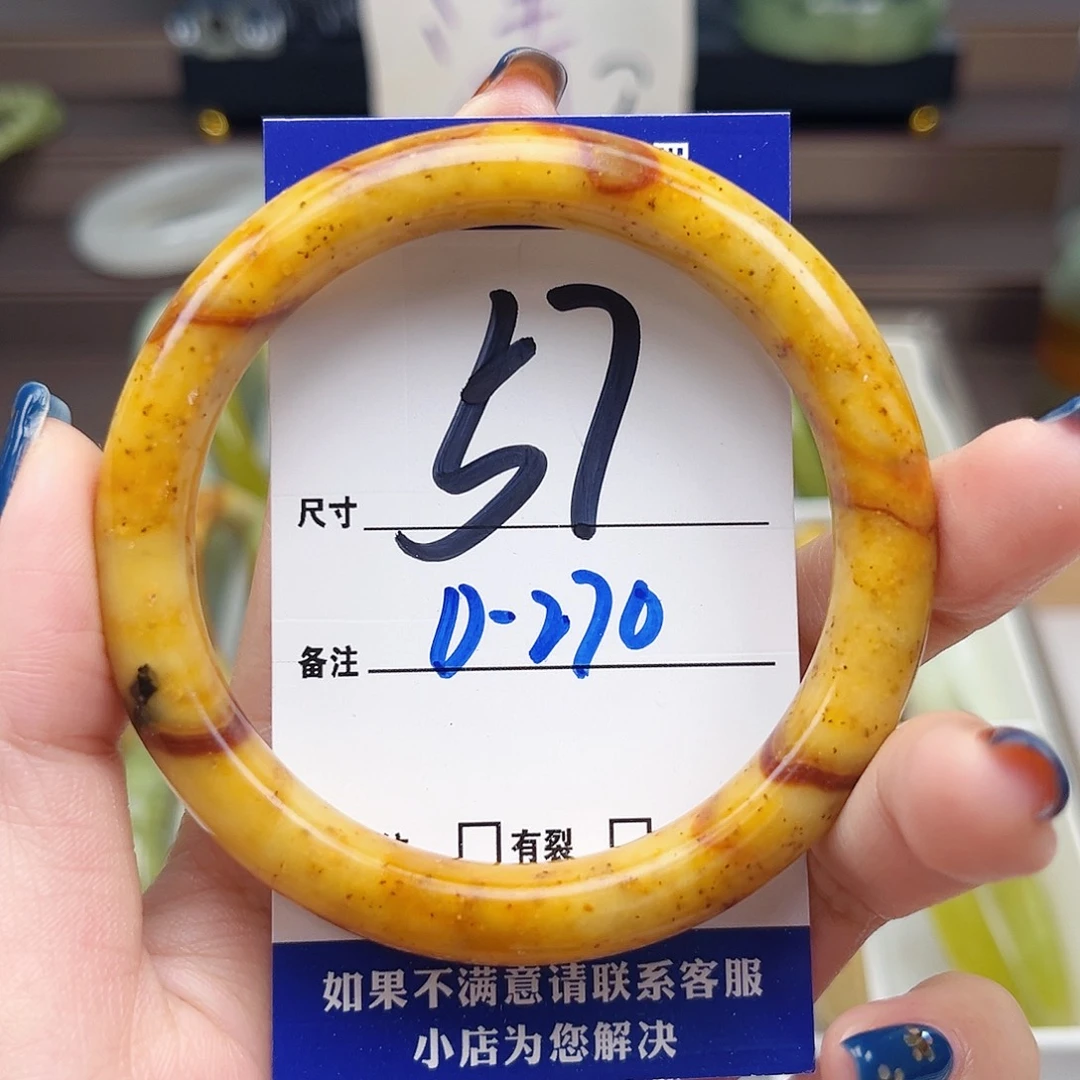 57
尺寸
D-270
备注
有裂
如果不满意请联系客服
小店为您解决